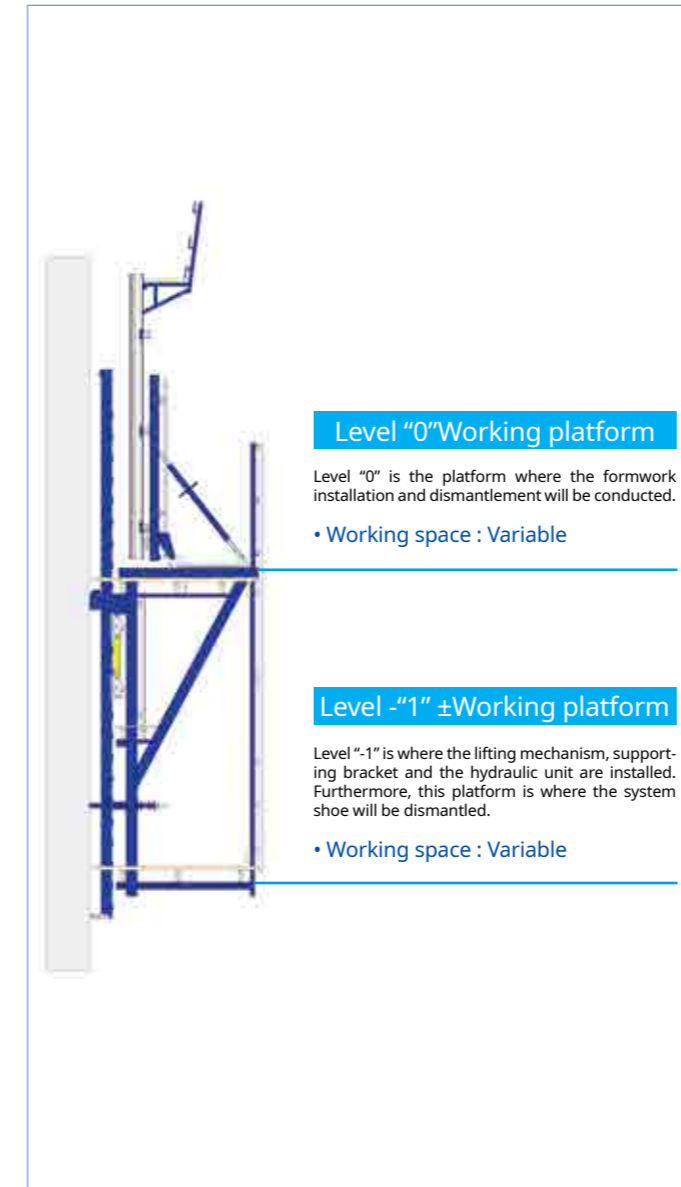 Level “0”Working platform
Level “0” is the platform where the formwork
installation and dismantlement will be conducted.
• Working space : Variable
Level -“1” ±Working platform
Level “-1” is where the lifting mechanism, support-
ing bracket and the hydraulic unit are installed.
Furthermore, this platform is where the system
shoe will be dismantled.
• Working space : Variable